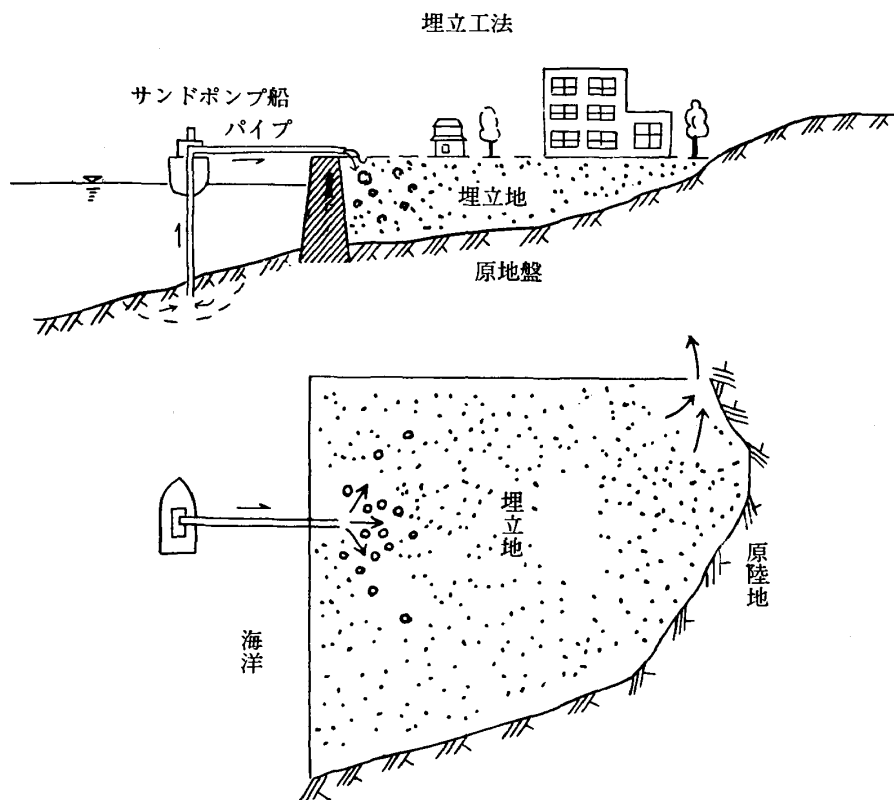 埋立工法
サンドポンプ船
パイプ
埋立地
原地盤
埋立地
原陸地
海洋